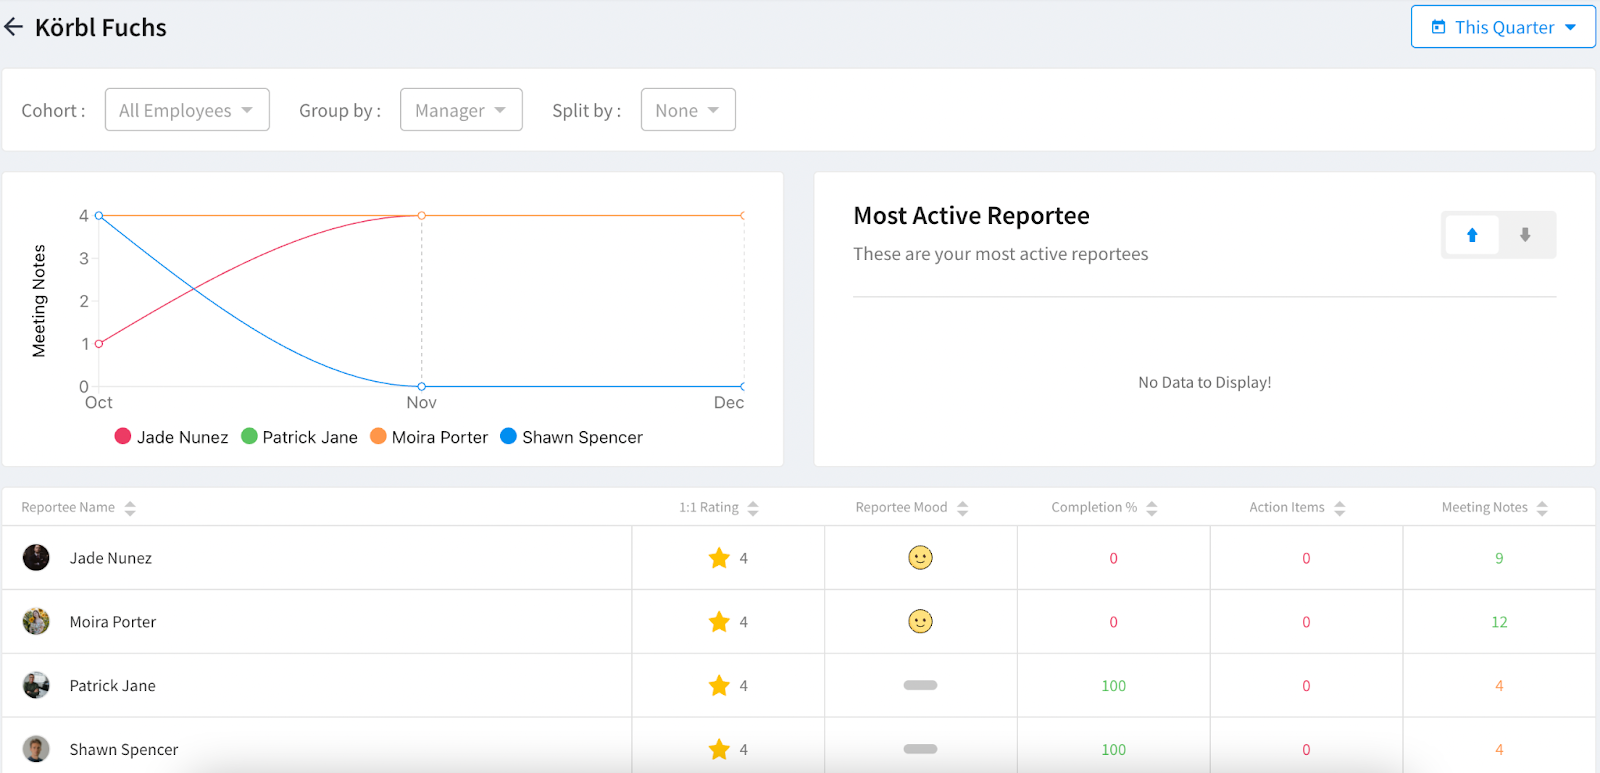 Körbl Fuchs
This Quarter
Cohort : All Employees Group by : Manager Split by : None
4
3
2
1
0
Meeting Notes
Oct Nov Dec
Jade Nunez Patrick Jane Moira Porter Shawn Spencer
Most Active Reportee
These are your most active reportees
No Data to Display!
Reportee Name 1:1 Rating Reportee Mood Completion % Action Items Meeting Notes
Jade Nunez 4 0 0 9
Moira Porter 4 0 0 12
Patrick Jane 4 100 0 4
Shawn Spencer 4 100 0 4